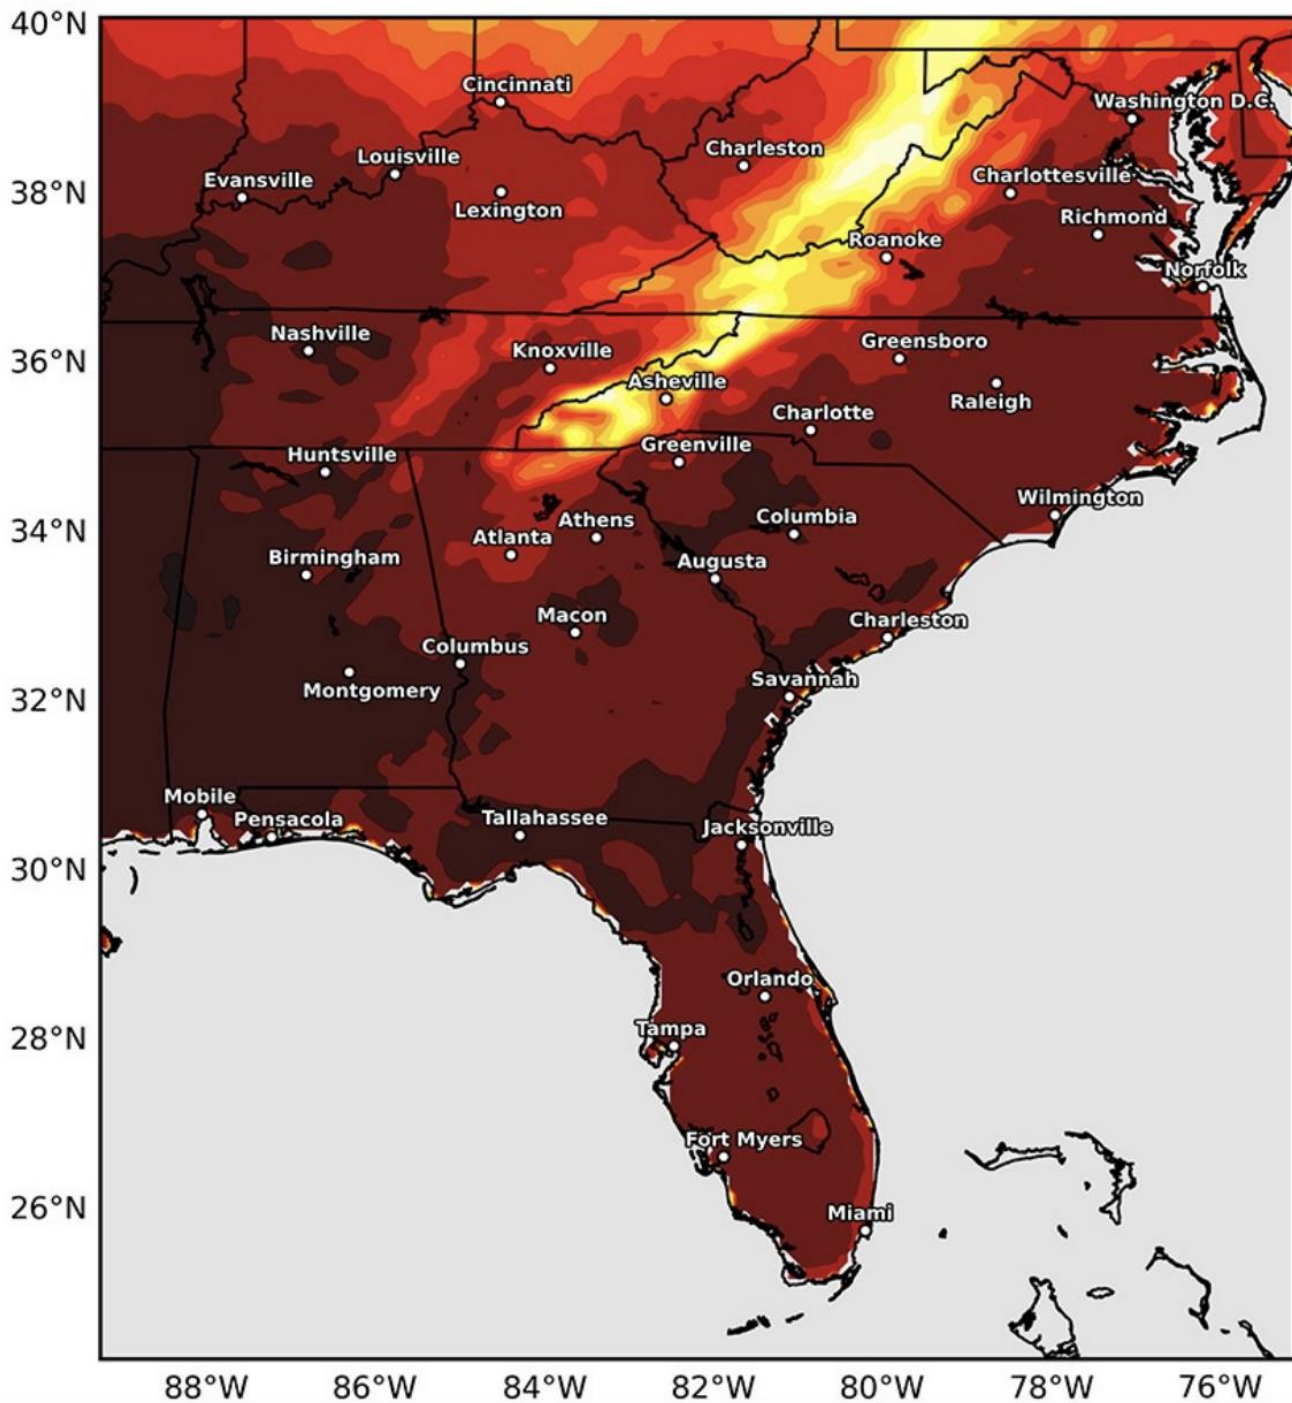 40°N
Cincinnati
Washington D.C.
Louisville
Charleston
Evansville
Charlottesville
38°N
Lexington
Richmond
Roanoke
Norfolk
Nashville
Knoxville
Greensboro
36°N
Asheville
Raleigh
Charlotte
Greenville
Huntsville
Wilmington
Columbia
34°N
Athens
Atlanta
Birmingham
Augusta
Macon
Charleston
Columbus
Savannah
Montgomery
32°N
Mobile
Pensacola
Tallahassee
Jacksonville
30°N
Orlando
Tampa
28°N
Fort Myers
Miami
26°N
88°W 86°W 84°W 82°W 80°W 78°W 76°W